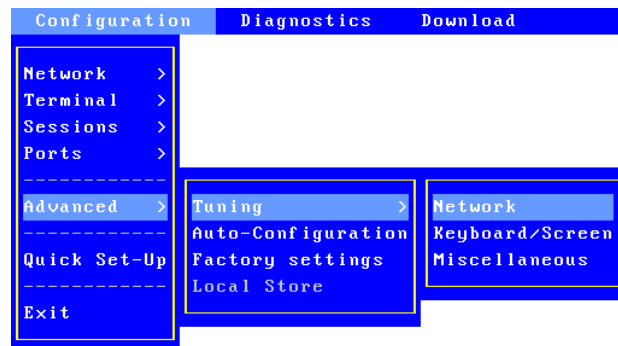 Configuration Diagnostics Download
Network >
Terminal >
Sessions >
Ports >
Advanced > Tuning > Network
Auto-Configuration Keyboard/Screen
Quick Set-Up Factory settings Miscellaneous
Local Store
Exit